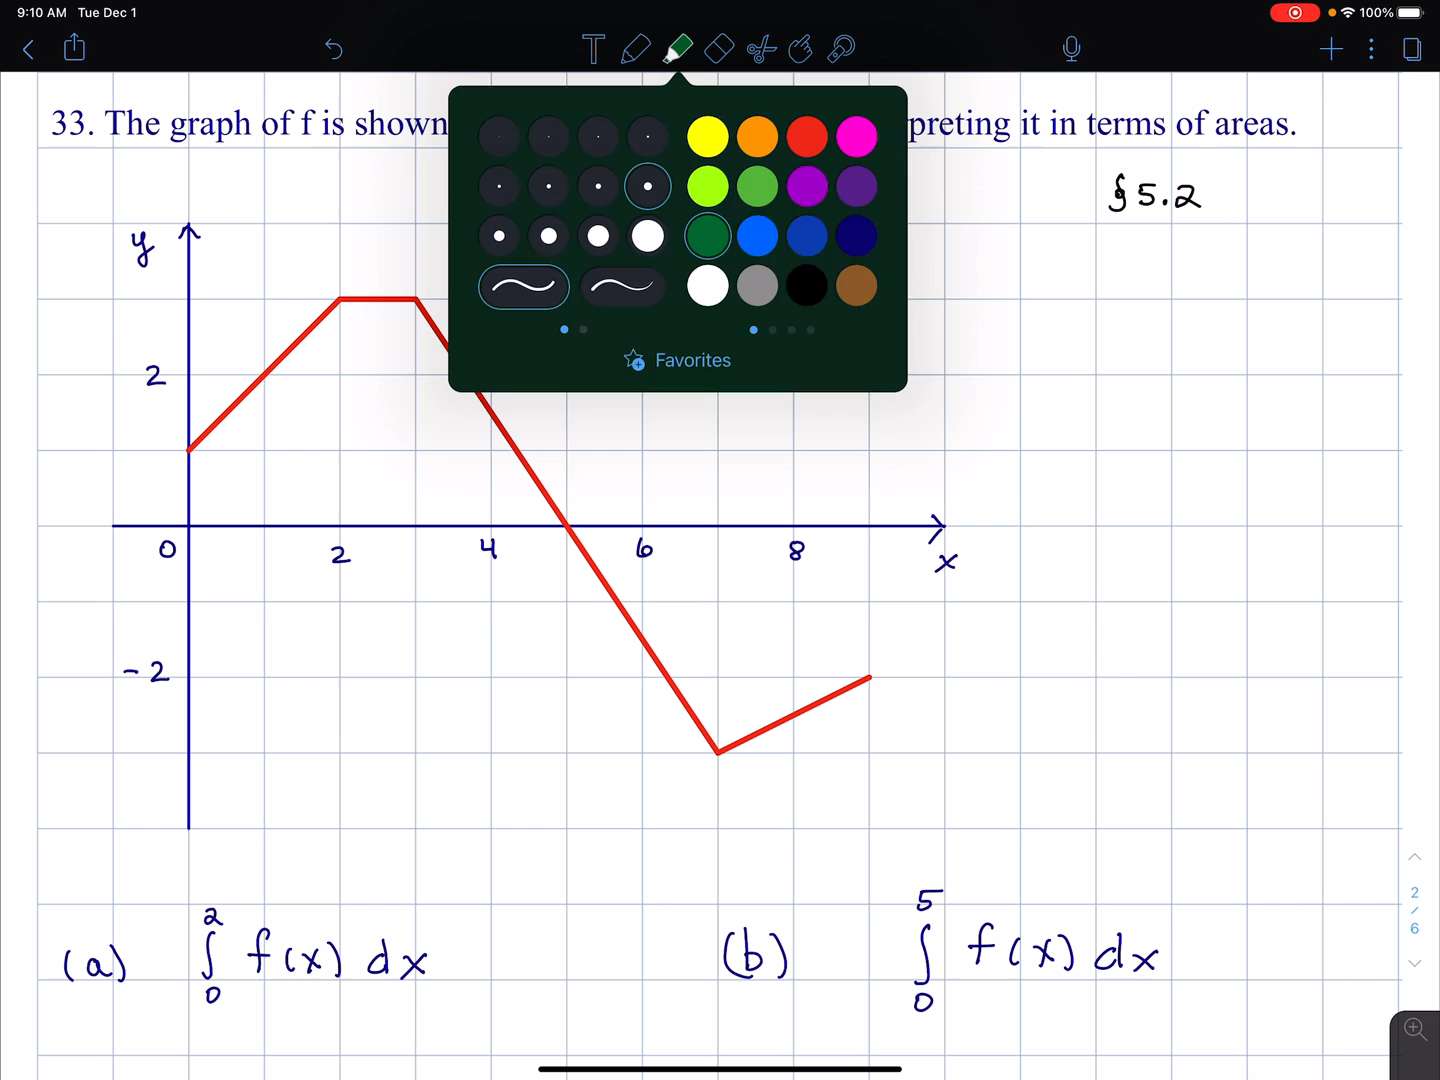 9:10 AM Tue Dec 1
100%
T
33. The graph of f is shown preting it in terms of areas.
§ 5.2
y
2
0 2 4 6 8
x
-2
Favorites
2
/
6
(a) ∫₀² f(x) dx
(b) ∫₀⁵ f(x) dx